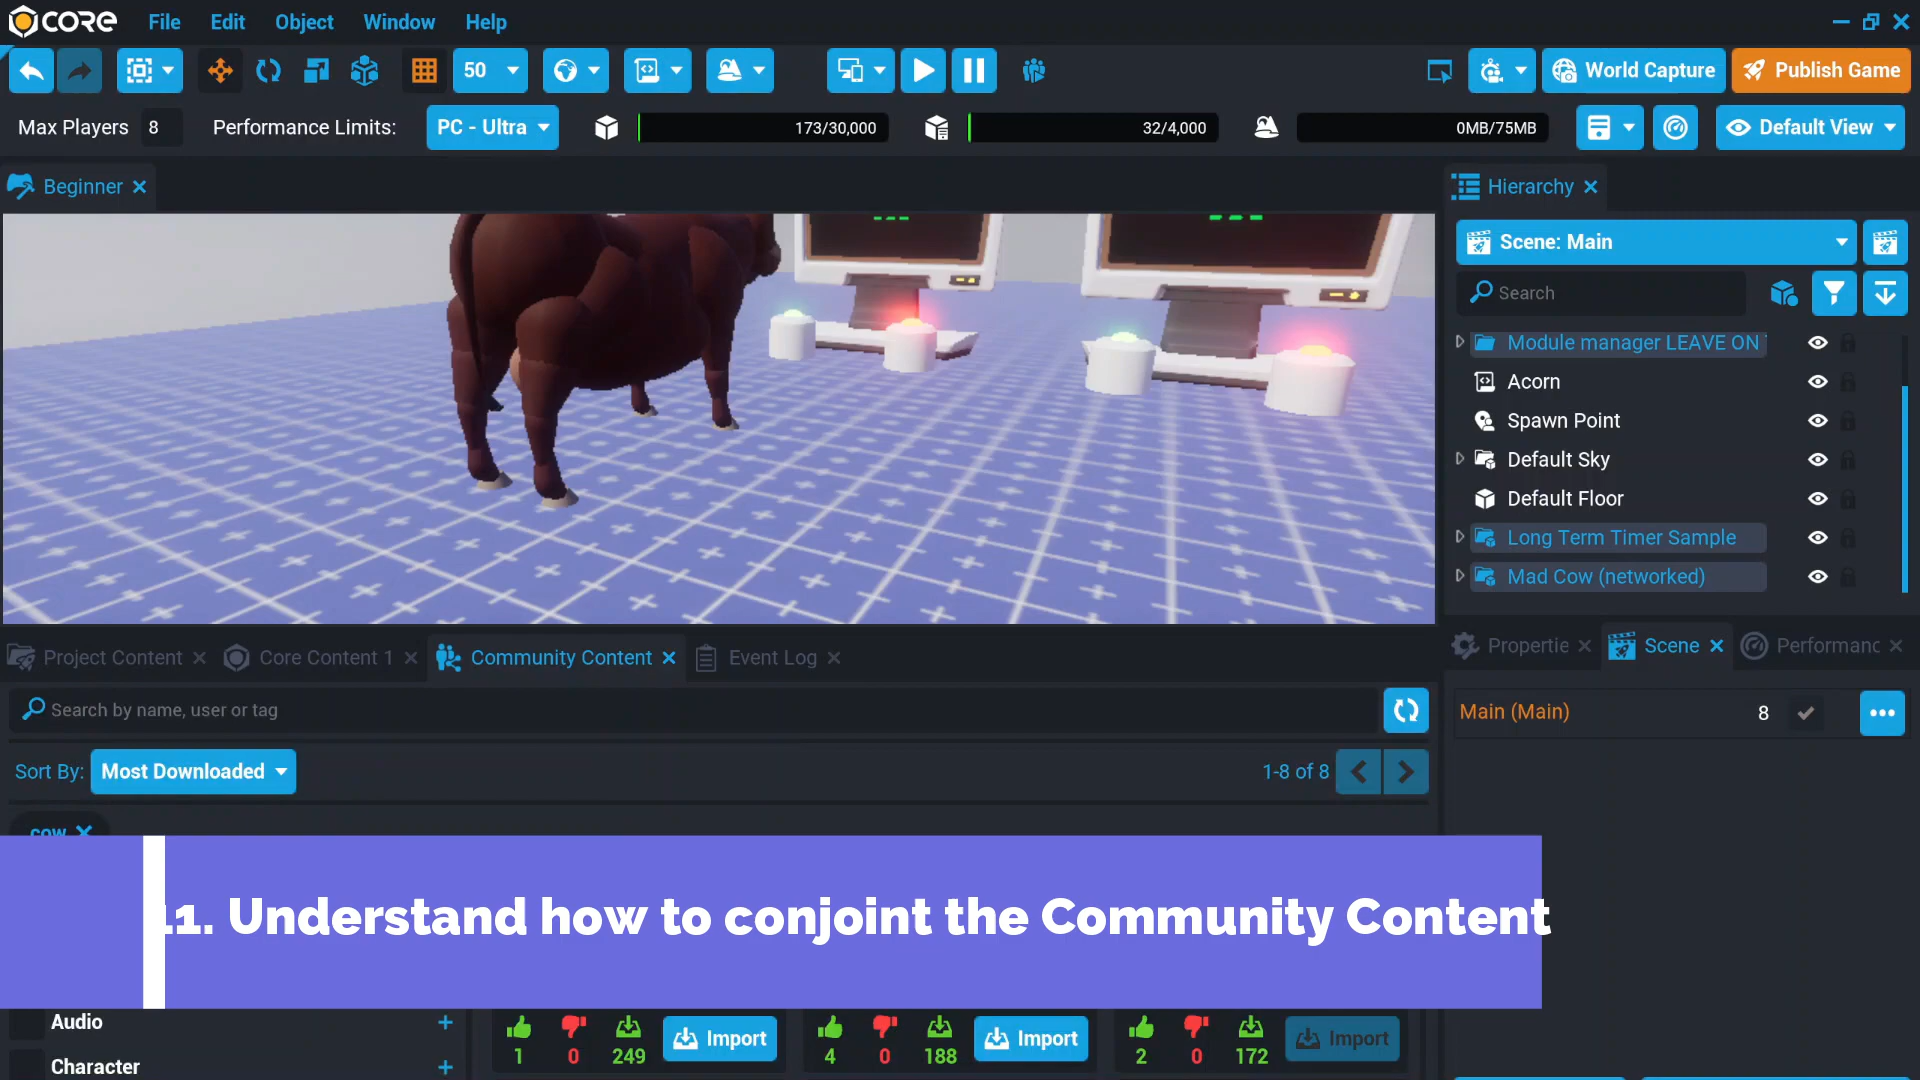 CORE File Edit Object Window Help
50 World Capture Publish Game
Max Players 8 Performance Limits: PC - Ultra 173/30,000 32/4,000 0MB/75MB Default View
Beginner
Hierarchy
Scene: Main
Search
Module manager LEAVE ON
Acorn
Spawn Point
Default Sky
Default Floor
Long Term Timer Sample
Mad Cow (networked)
Project Content Core Content 1 Community Content Event Log
Propertie Scene Performanc
Search by name, user or tag
Main (Main) 8
Sort By: Most Downloaded 1-8 of 8
cow
11. Understand how to conjoint the Community Content
Audio
Character
1 0 249 Import
4 0 188 Import
2 0 172 Import